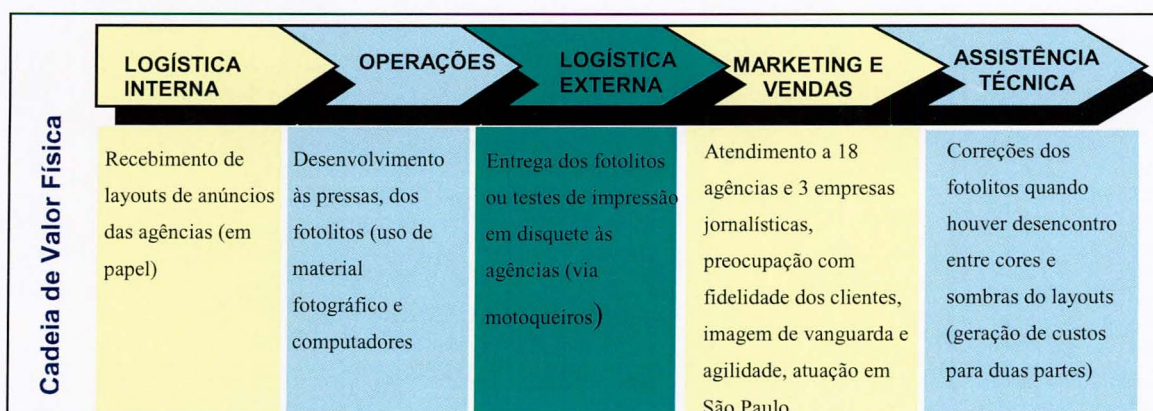 Cadeia de Valor Física
LOGÍSTICA
INTERNA
OPERAÇÕES
LOGÍSTICA
EXTERNA
MARKETING E
VENDAS
ASSISTÊNCIA
TÉCNICA
Recebimento de
layouts de anúncios
das agências (em
papel)
Desenvolvimento
às pressas, dos
fotolitos (uso de
material
fotográfico e
computadores
Entrega dos fotolitos
ou testes de impressão
em disquete às
agências (via
motoqueiros)
Atendimento a 18
agências e 3 empresas
jornalísticas,
preocupação com
fidelidade dos clientes,
imagem de vanguarda e
agilidade, atuação em
São Paulo
Correções dos
fotolitos quando
houver desencontro
entre cores e
sombras do layouts
(geração de custos
para duas partes)